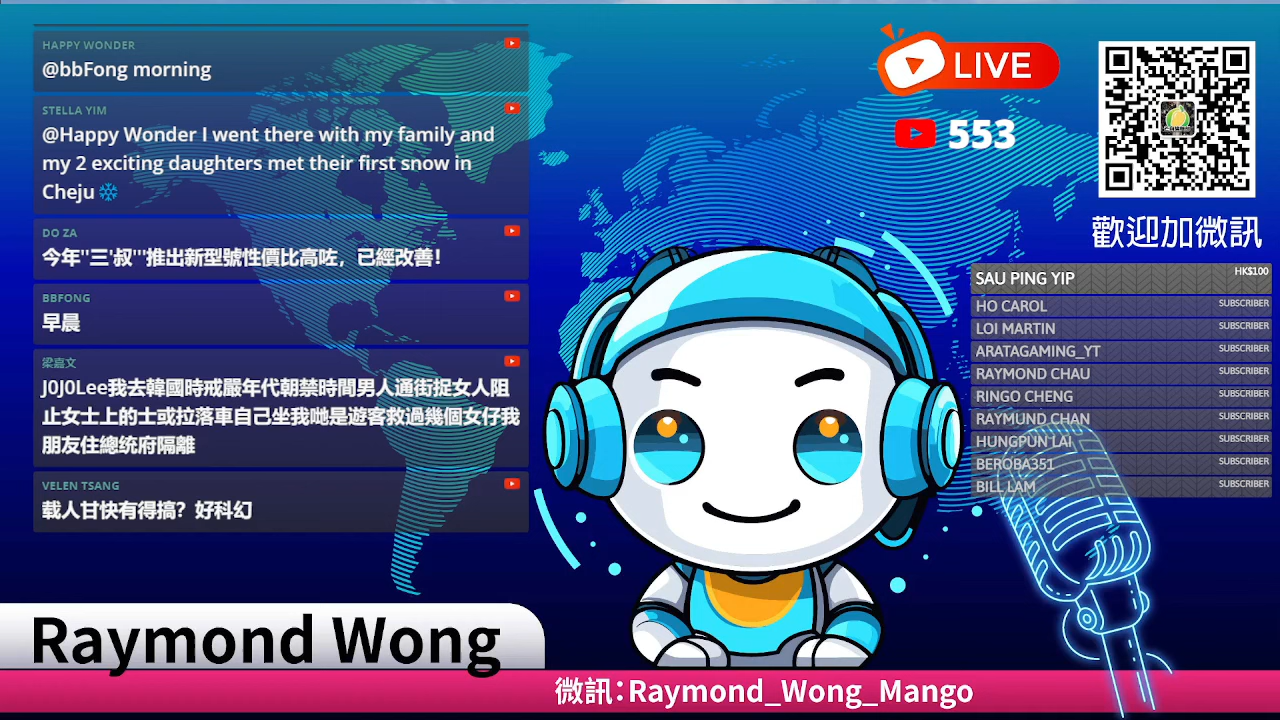 HAPPY WONDER
@bbFong morning
STELLA YIM
@Happy Wonder I went there with my family and
my 2 exciting daughters met their first snow in
Cheju ❄
DO ZA
今年"三'叔'"推出新型號性價比高咗，已經改善！
BBFONG
早晨
梁嘉文
J0J0Lee我去韓國時戒嚴年代朝禁時間男人通街捉女人阻
止女士上的士或拉落車自己坐我哋是遊客救過幾個女仔我
朋友住總统府隔離
VELEN TSANG
载人甘快有得搞？好科幻
LIVE
553
歡迎加微訊
SAU PING YIP HK$100
HO CAROL SUBSCRIBER
LOI MARTIN SUBSCRIBER
ARATAGAMING_YT SUBSCRIBER
RAYMOND CHAU SUBSCRIBER
RINGO CHENG SUBSCRIBER
RAYMUND CHAN SUBSCRIBER
HUNGPUN LAI SUBSCRIBER
BEROBA351 SUBSCRIBER
BILL LAM SUBSCRIBER
Raymond Wong
微訊：Raymond_Wong_Mango